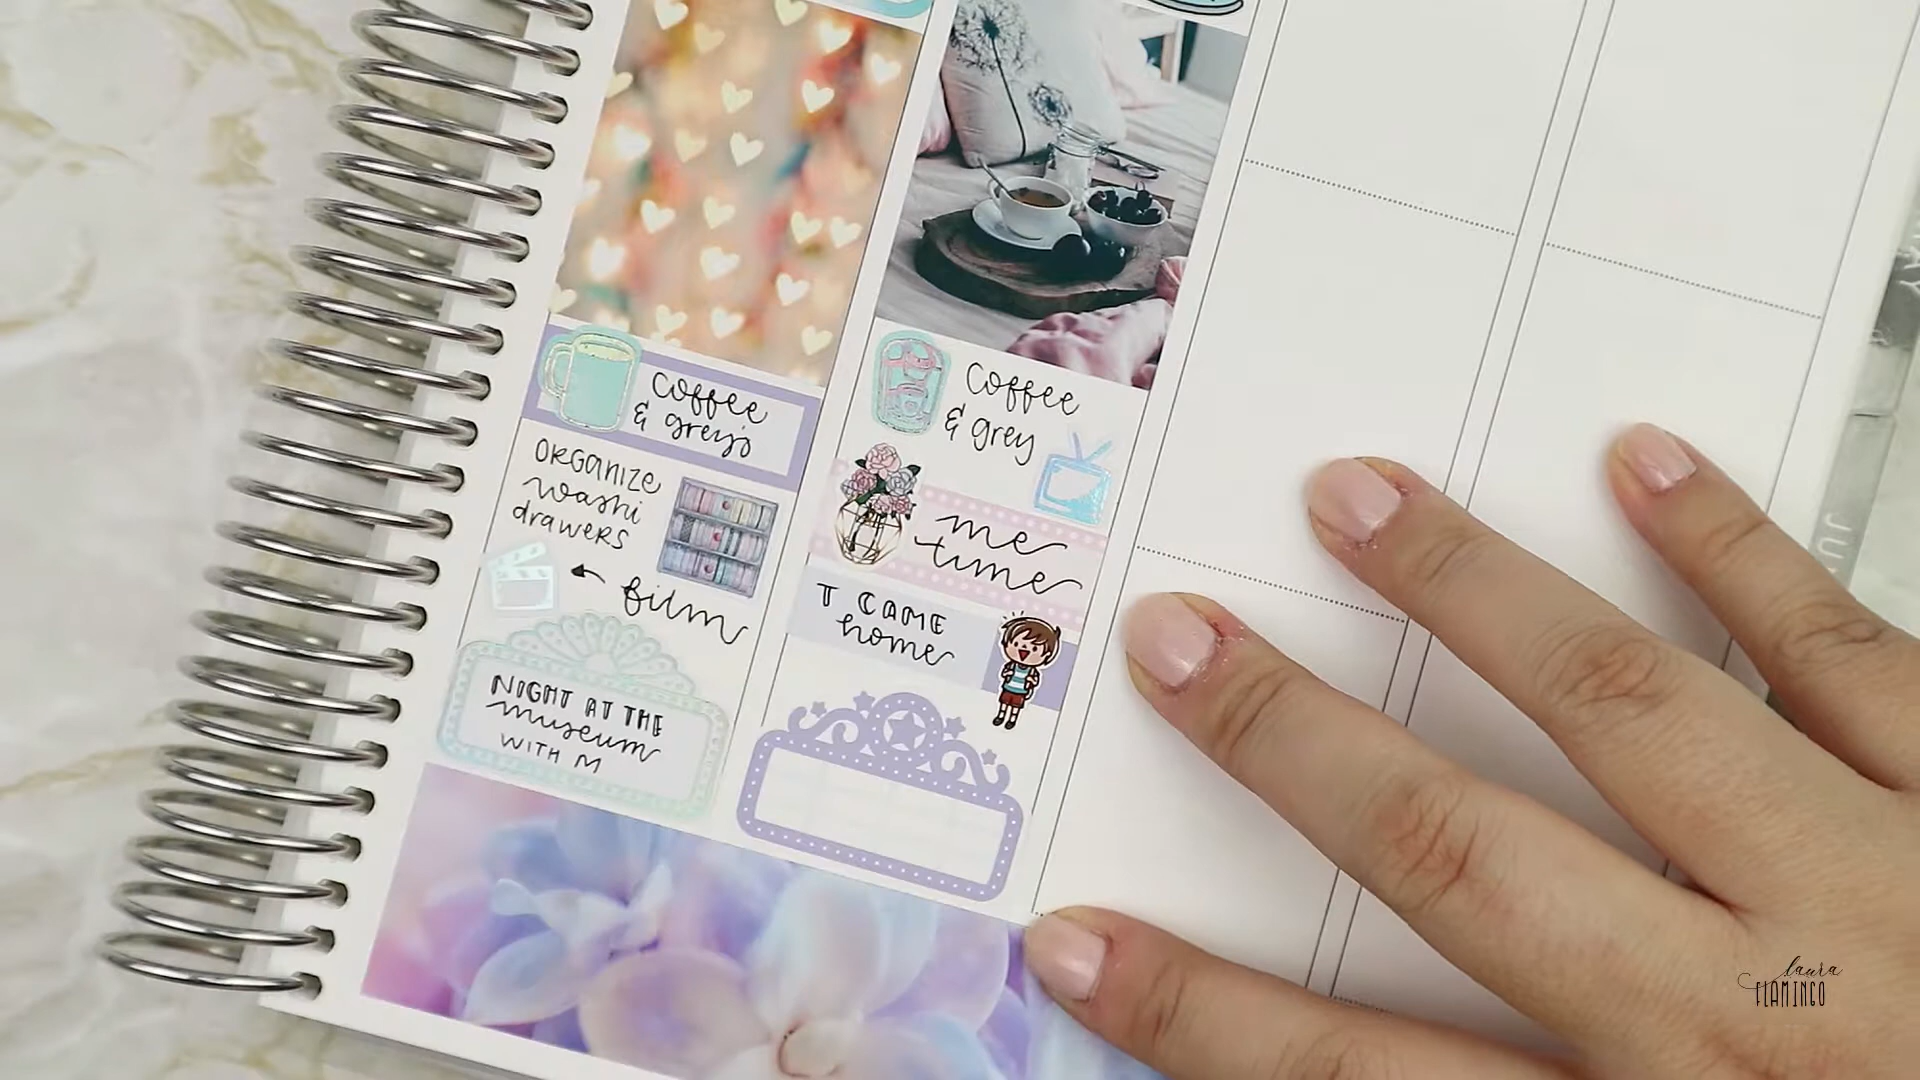 coffee
& grey's
ORGANIZE
washi
drawers
film
NIGHT AT THE
museum
WITH M
coffee
& grey
me
time
T CAME
home
JU
laura
FLAMINGO